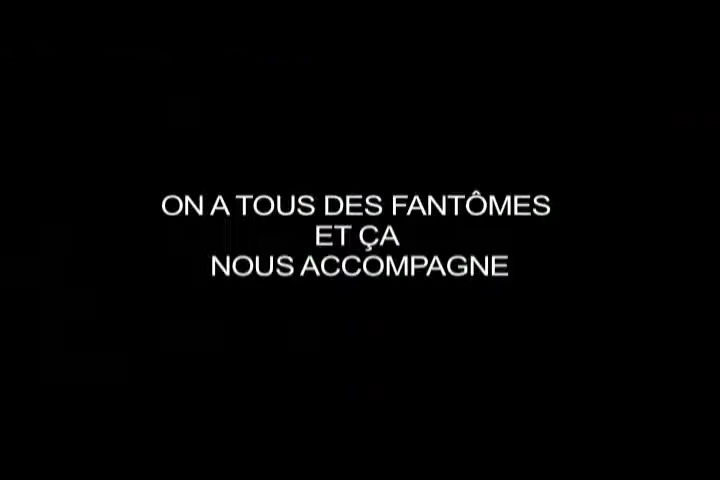 ON A TOUS DES FANTÔMES
ET ÇA
NOUS ACCOMPAGNE